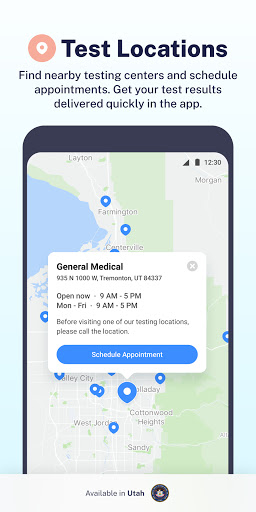 Test Locations
Find nearby testing centers and schedule
appointments. Get your test results
delivered quickly in the app.
12:30
Layton
Morgan
Farmington
Centerville
General Medical
935 N 1000 W, Tremonton, UT 84337
Open now · 9 AM - 5 PM
Mon - Fri · 9 AM - 5 PM
Before visiting one of our testing locations,
please call the location.
Schedule Appointment
Valley City
Holladay
Cottonwood
Heights
West Jord
Sandy
Available in Utah